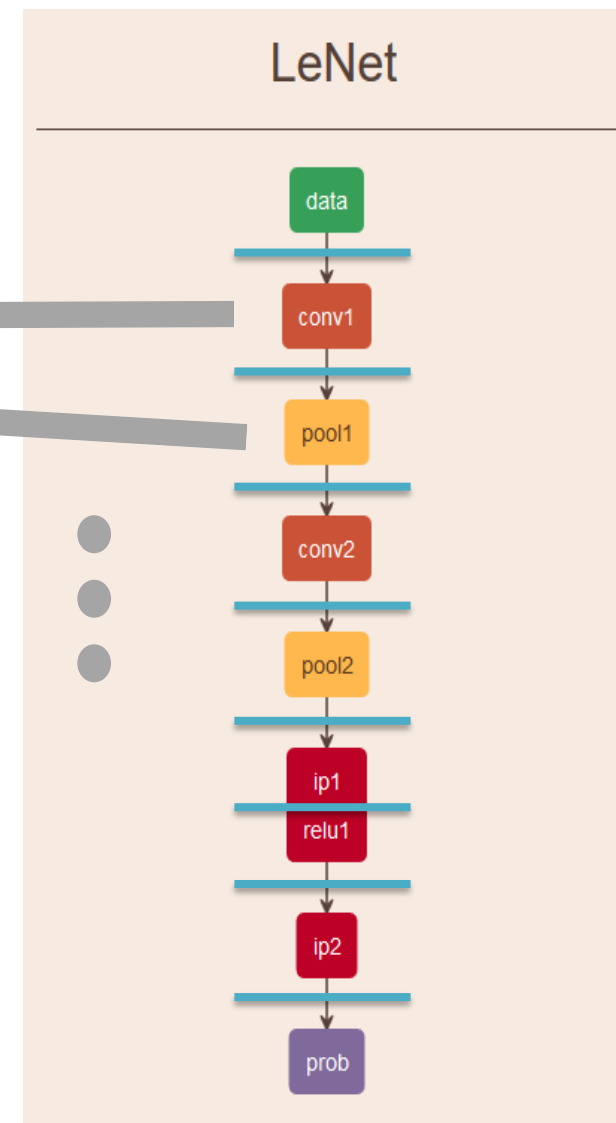 LeNet
data
conv1
pool1
conv2
pool2
ip1
relu1
ip2
prob